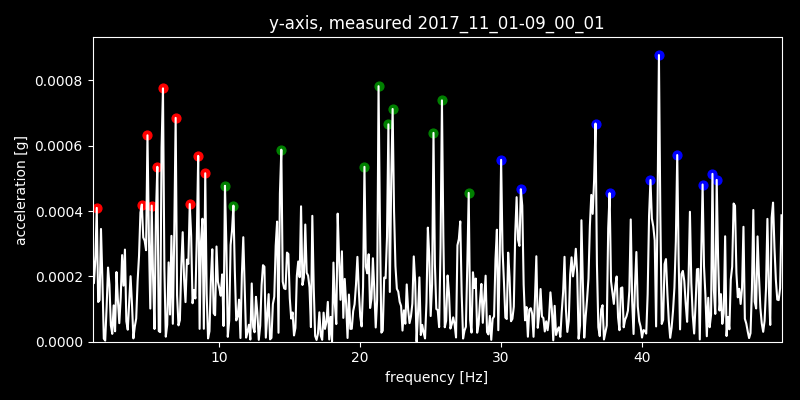 y-axis, measured 2017_11_01-09_00_01
0.0008
0.0006
0.0004
0.0002
0.0000
acceleration [g]
10 20 30 40
frequency [Hz]